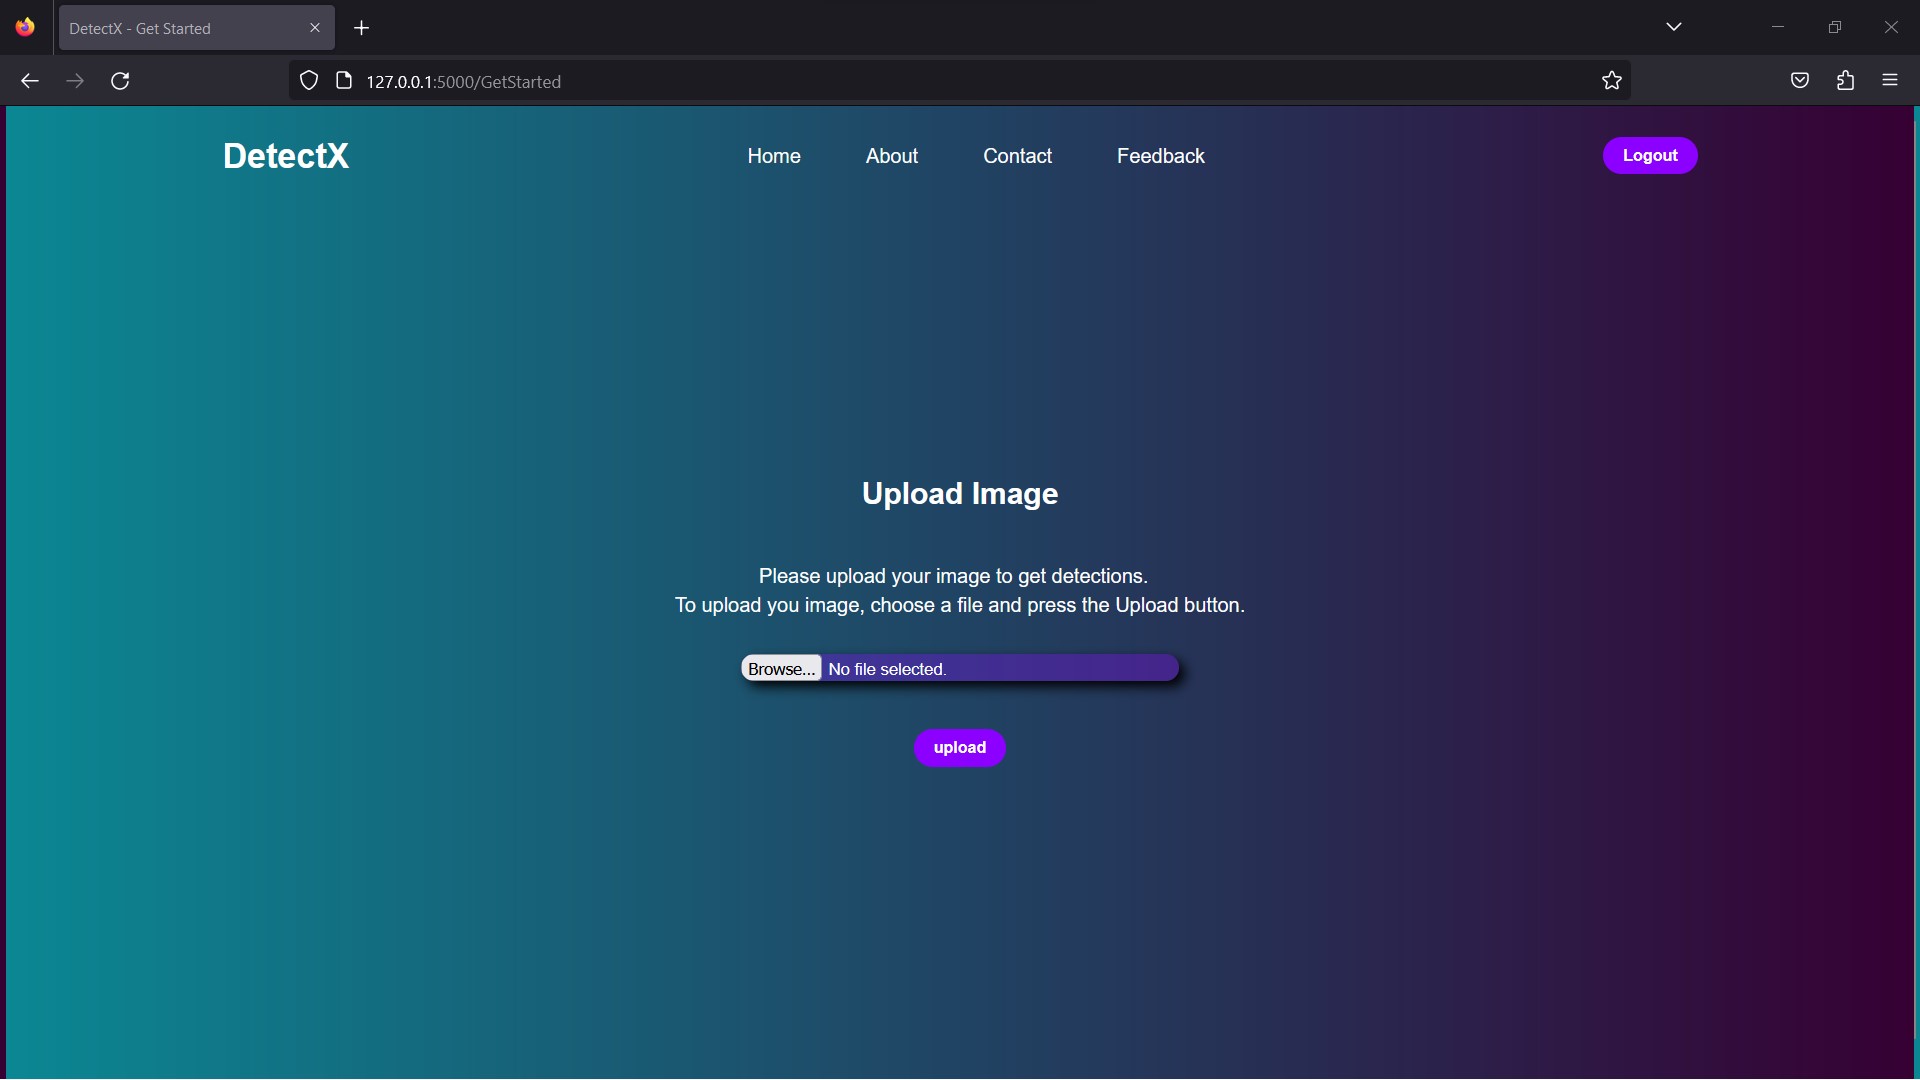 DetectX - Get Started
127.0.0.1:5000/GetStarted
DetectX
Home
About
Contact
Feedback
Logout
Upload Image
Please upload your image to get detections.
To upload you image, choose a file and press the Upload button.
Browse... No file selected.
upload